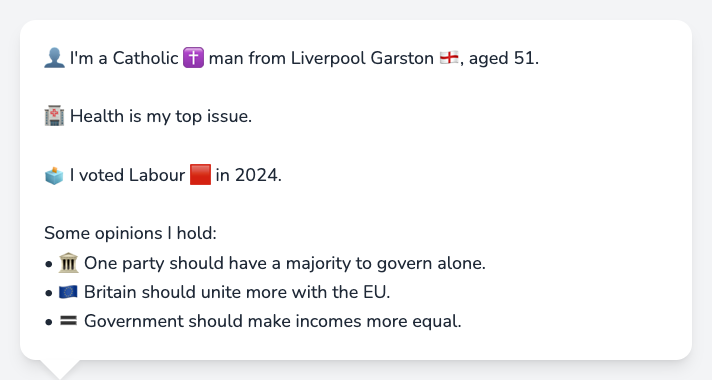 👤 I'm a Catholic ✝️ man from Liverpool Garston 🏴󠁧󠁢󠁥󠁮󠁧󠁿, aged 51.
🏥 Health is my top issue.
🗳️ I voted Labour 🟥 in 2024.
Some opinions I hold:
• 🏛️ One party should have a majority to govern alone.
• 🇪🇺 Britain should unite more with the EU.
• 🟰 Government should make incomes more equal.